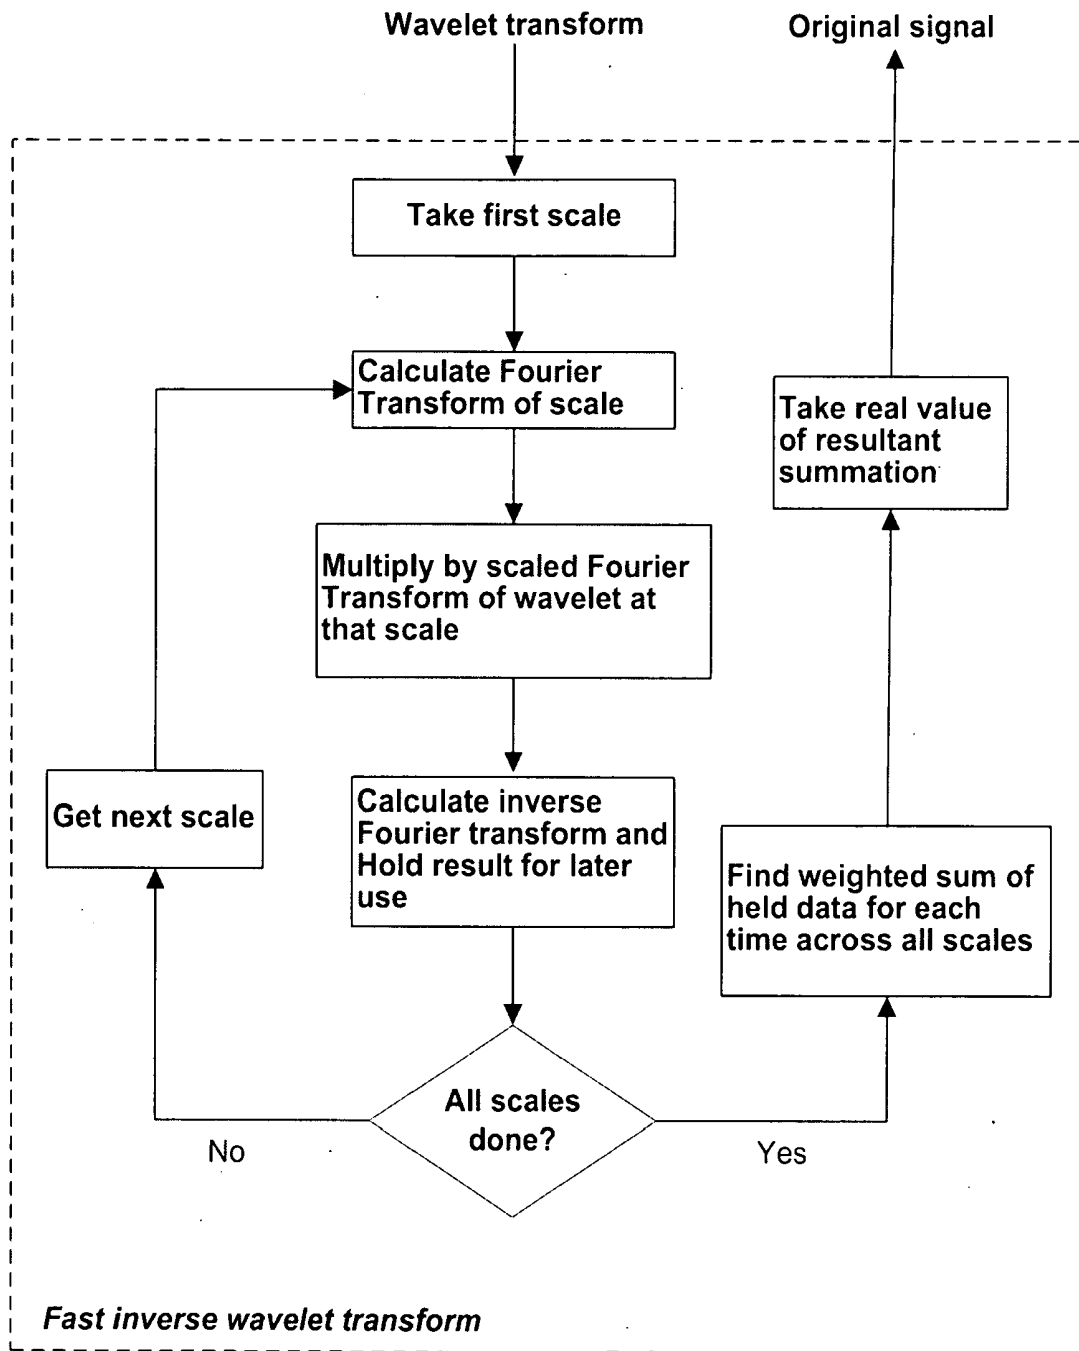 Wavelet transform
Original signal
Take first scale
Calculate Fourier
Transform of scale
Take real value
of resultant
summation
Multiply by scaled Fourier
Transform of wavelet at
that scale
Get next scale
Calculate inverse
Fourier transform and
Hold result for later
use
Find weighted sum of
held data for each
time across all scales
All scales
done?
No
Yes
Fast inverse wavelet transform